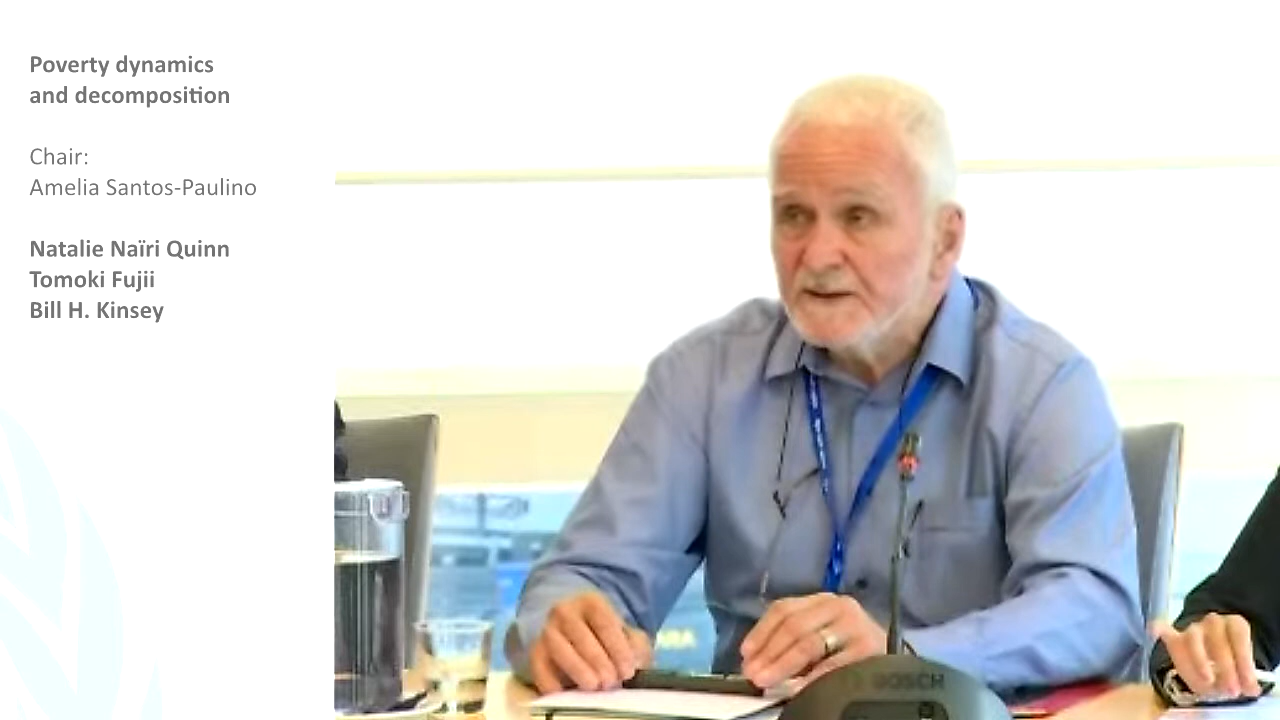 Poverty dynamics
and decomposition
Chair:
Amelia Santos-Paulino
Natalie Naïri Quinn
Tomoki Fujii
Bill H. Kinsey
BOSCH